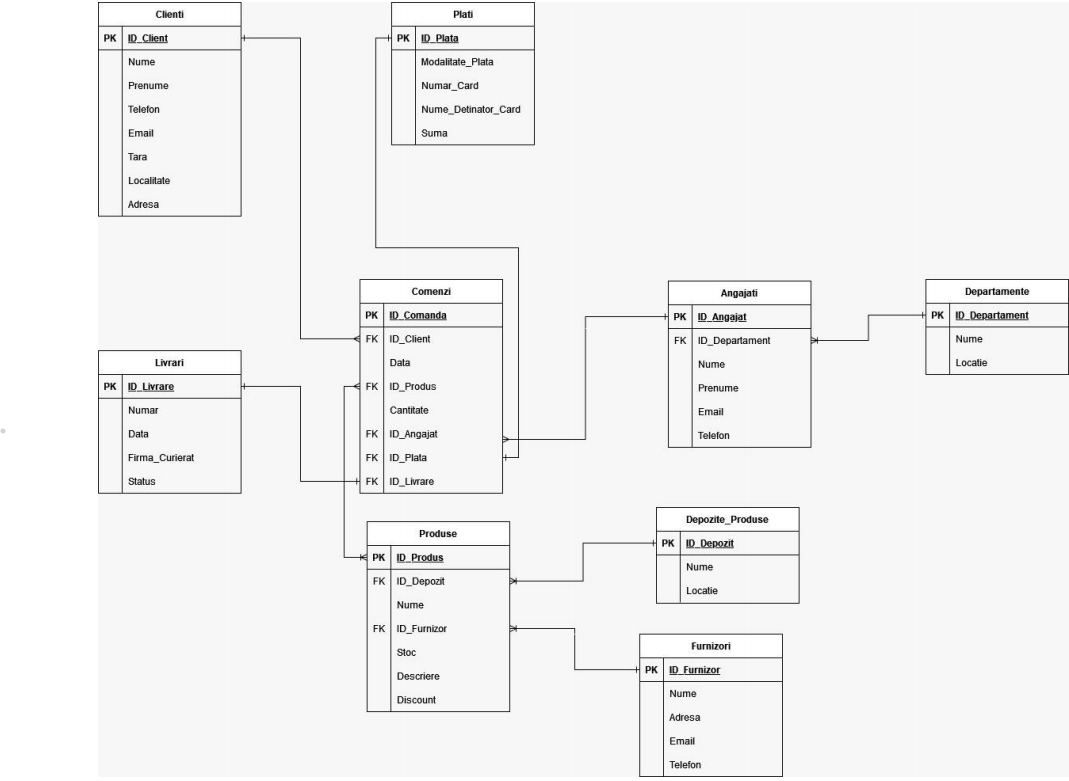 Clienti
PK ID_Client
Nume
Prenume
Telefon
Email
Tara
Localitate
Adresa
Plati
PK ID_Plata
Modalitate_Plata
Numar_Card
Nume_Detinator_Card
Suma
Comenzi
PK ID_Comanda
FK ID_Client
Data
FK ID_Produs
Cantitate
FK ID_Angajat
FK ID_Plata
FK ID_Livrare
Angajati
PK ID_Angajat
FK ID_Departament
Nume
Prenume
Email
Telefon
Departamente
PK ID_Departament
Nume
Locatie
Livrari
PK ID_Livrare
Numar
Data
Firma_Curierat
Status
Produse
PK ID_Produs
FK ID_Depozit
Nume
FK ID_Furnizor
Stoc
Descriere
Discount
Depozite_Produse
PK ID_Depozit
Nume
Locatie
Furnizori
PK ID_Furnizor
Nume
Adresa
Email
Telefon